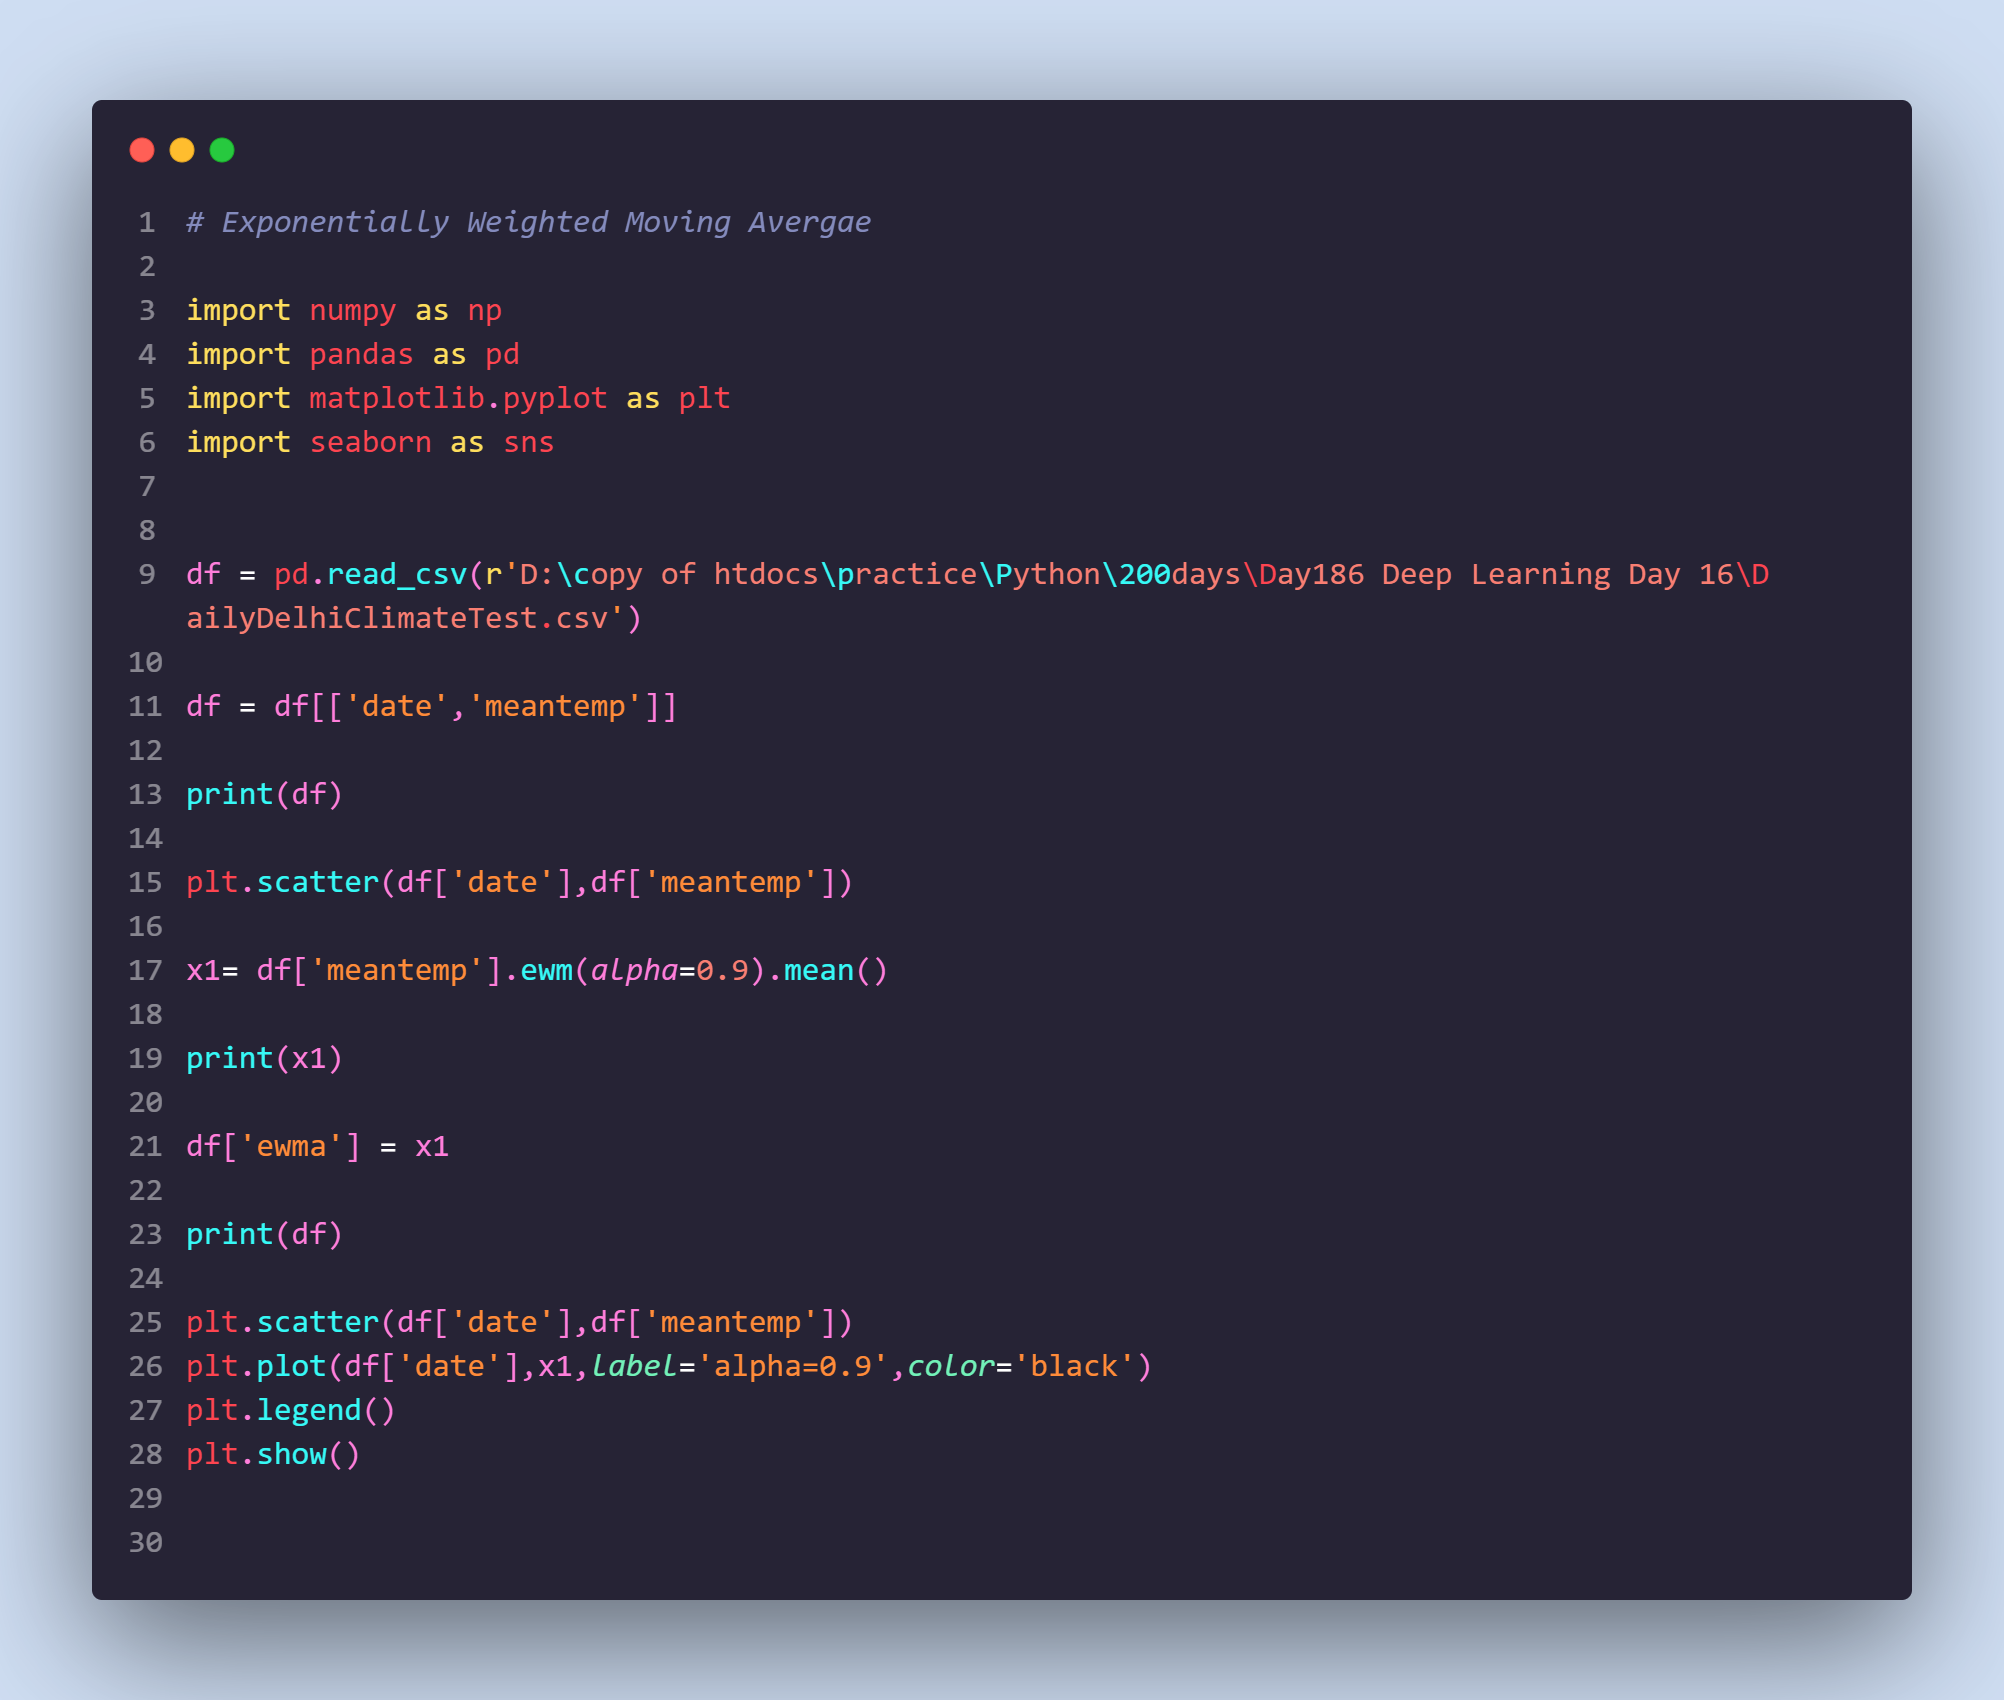 1 # Exponentially Weighted Moving Avergae
2
3 import numpy as np
4 import pandas as pd
5 import matplotlib.pyplot as plt
6 import seaborn as sns
7
8
9 df = pd.read_csv(r'D:\copy of htdocs\practice\Python\200days\Day186 Deep Learning Day 16\D
ailyDelhiClimateTest.csv')
10
11 df = df[['date','meantemp']]
12
13 print(df)
14
15 plt.scatter(df['date'],df['meantemp'])
16
17 x1= df['meantemp'].ewm(alpha=0.9).mean()
18
19 print(x1)
20
21 df['ewma'] = x1
22
23 print(df)
24
25 plt.scatter(df['date'],df['meantemp'])
26 plt.plot(df['date'],x1,label='alpha=0.9',color='black')
27 plt.legend()
28 plt.show()
29
30